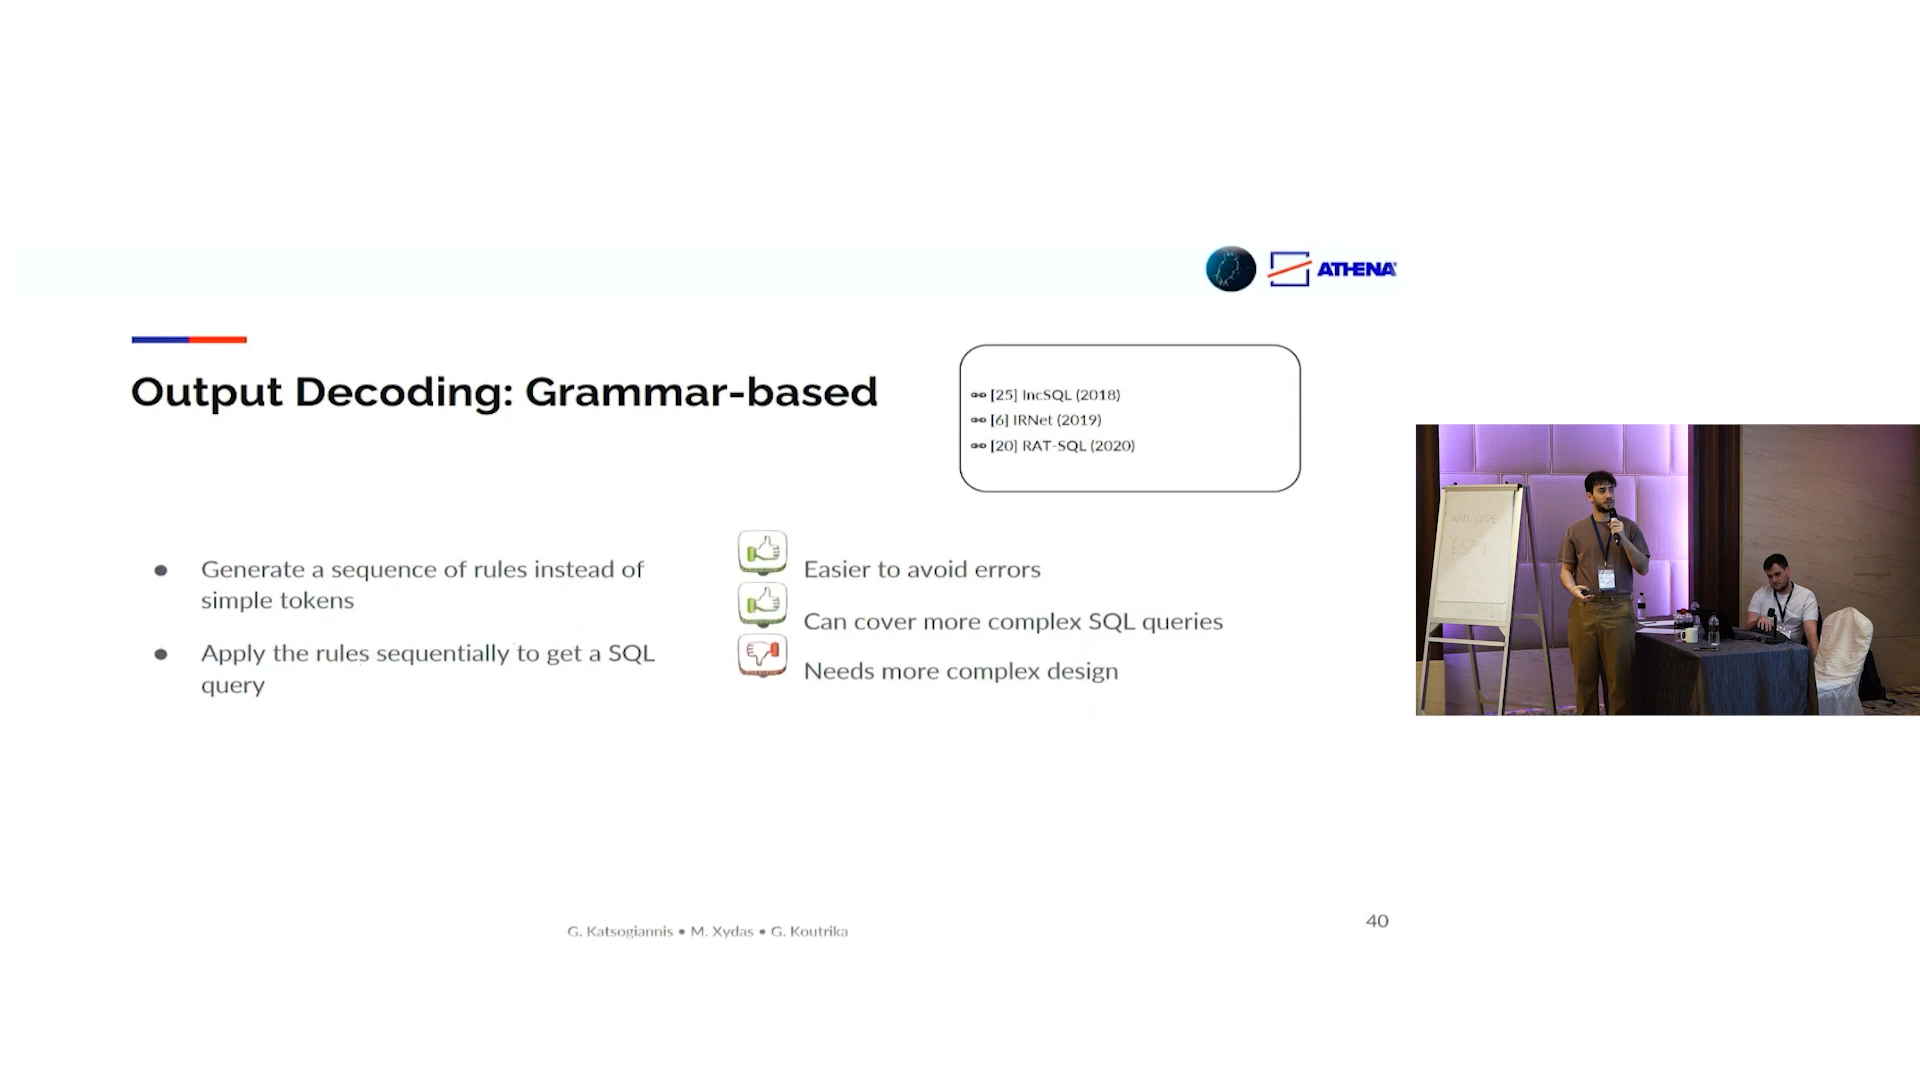 ATHENA
Output Decoding: Grammar-based
[25] IncSQL (2018)
[6] IRNet (2019)
[20] RAT-SQL (2020)
● Generate a sequence of rules instead of
simple tokens
● Apply the rules sequentially to get a SQL
query
Easier to avoid errors
Can cover more complex SQL queries
Needs more complex design
G. Katsogiannis • M. Xydas • G. Koutrika
40